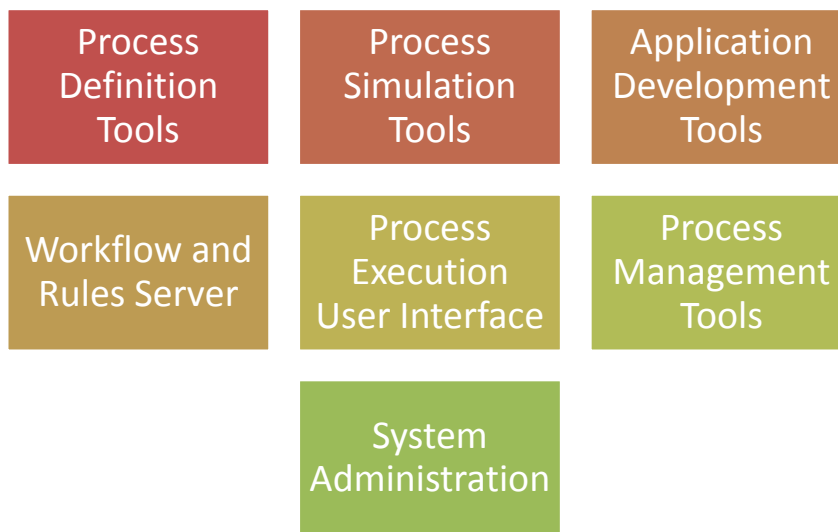 Process
Definition
Tools
Process
Simulation
Tools
Application
Development
Tools
Workflow and
Rules Server
Process
Execution
User Interface
Process
Management
Tools
System
Administration